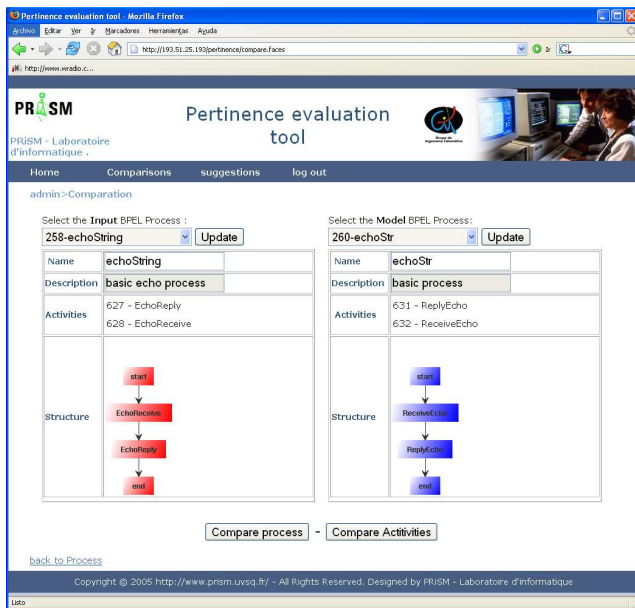 Pertinence evaluation tool - Mozilla Firefox
Archivo Editar Ver Ir Marcadores Herramientas Ayuda
http://193.51.25.193/pertinence/compare.faces
http://www.wradio.c...
PRiSM
PRiSM - Laboratoire d'informatique .
Pertinence evaluation tool
Grupo de Ingeniería Telemática
Home Comparisons suggestions log out
admin>Comparation
Select the Input BPEL Process :
258-echoString Update
Name echoString
Description basic echo process
Activities
627 - EchoReply
628 - EchoReceive
Structure
start
EchoReceive
EchoReply
end
Select the Model BPEL Process:
260-echoStr Update
Name echoStr
Description basic process
Activities
631 - ReplyEcho
632 - ReceiveEcho
Structure
start
ReceiveEcho
ReplyEcho
end
Compare process - Compare Actitivities
back to Process
Copyright @ 2005 http://www.prism.uvsq.fr/ - All Rights Reserved. Designed by PRiSM - Laboratoire d'informatique
Listo